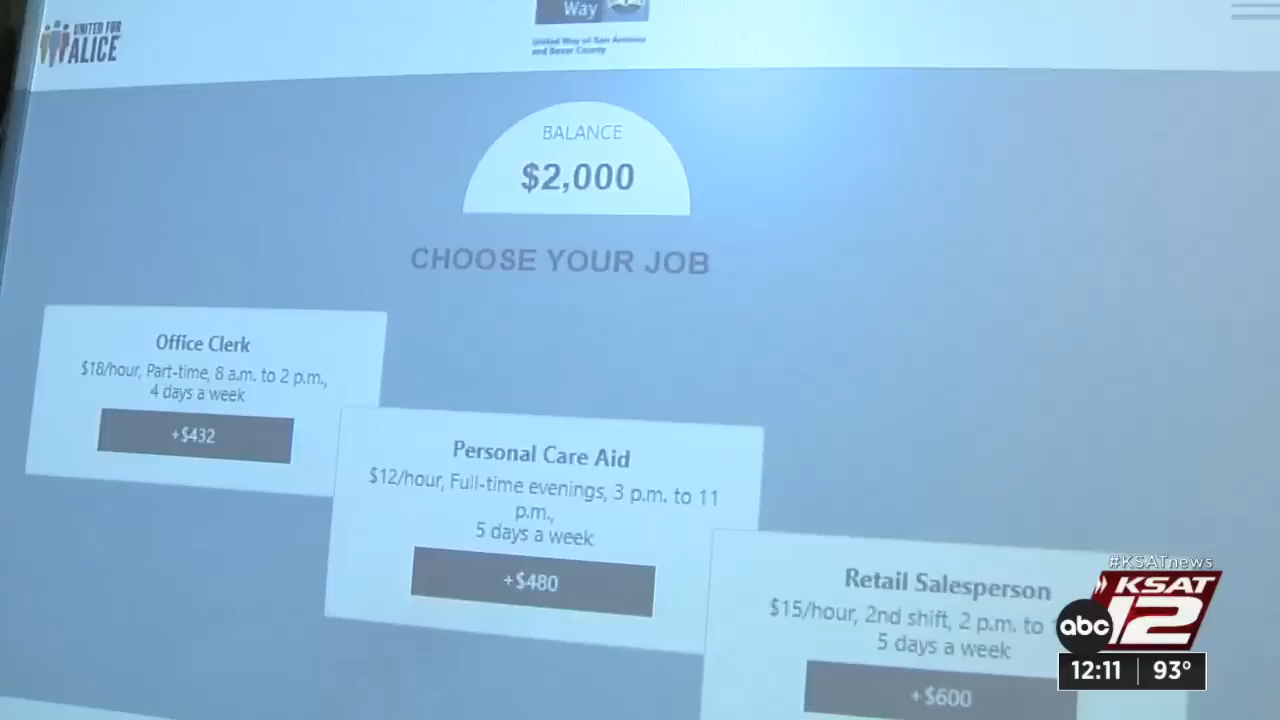 UNITED FOR
ALICE
Way
United Way of San Antonio
and Bexar County
BALANCE
$2,000
CHOOSE YOUR JOB
Office Clerk
$18/hour, Part-time, 8 a.m. to 2 p.m.,
4 days a week
+$432
Personal Care Aid
$12/hour, Full-time evenings, 3 p.m. to 11
p.m.,
5 days a week
+$480
Retail Salesperson
$15/hour, 2nd shift, 2 p.m. to
5 days a week
+$600
#KSATnews
KSAT
abc 12
12:11 93°